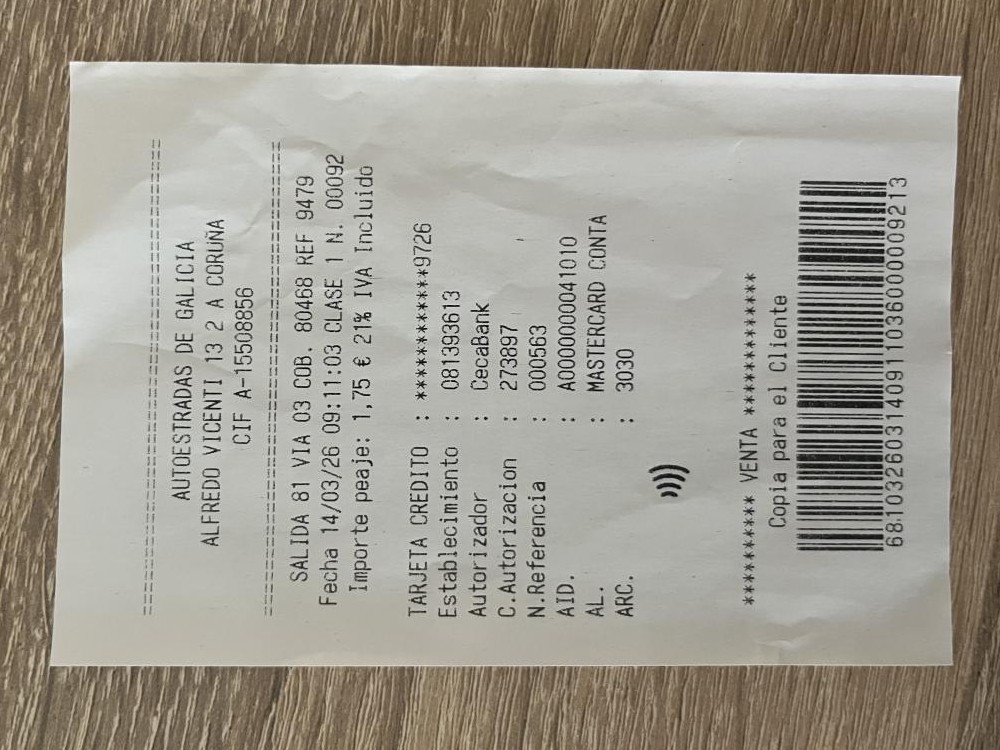 ================================================
AUTOESTRADAS DE GALICIA
ALFREDO VICENTI 13 2 A CORUÑA
CIF A-15508856
================================================
SALIDA 81 VIA 03 COB. 80468 REF 9479
Fecha 14/03/26 09:11:03 CLASE 1 N. 00092
Importe peaje: 1,75 € 21% IVA Incluido
TARJETA CREDITO : ************9726
Establecimiento : 081393613
Autorizador : CecaBank
C.Autorizacion : 273897
N.Referencia : 000563
AID. : A0000000041010
AL. : MASTERCARD CONTA
ARC. : 3030
********* VENTA ************
Copia para el Cliente
681032603140911036000009213